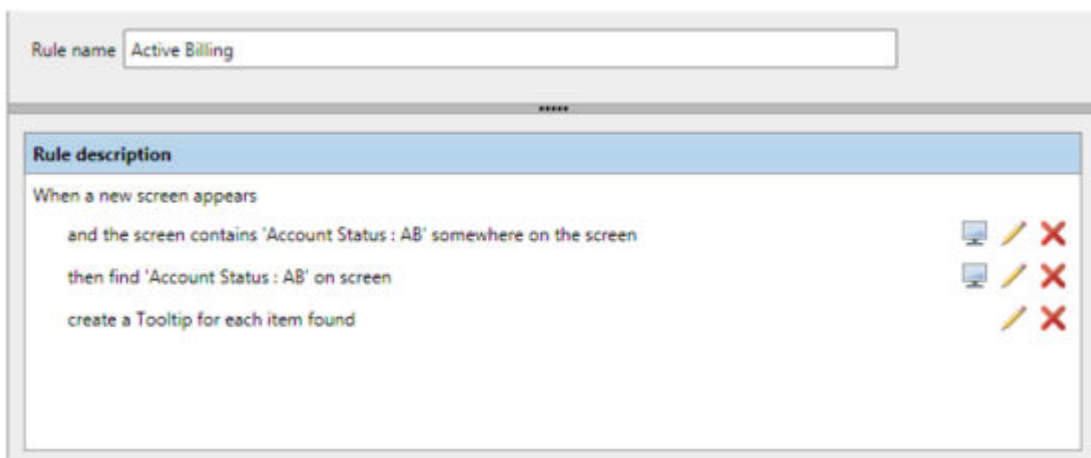 Rule name Active Billing
Rule description
When a new screen appears
and the screen contains 'Account Status : AB' somewhere on the screen
then find 'Account Status : AB' on screen
create a Tooltip for each item found